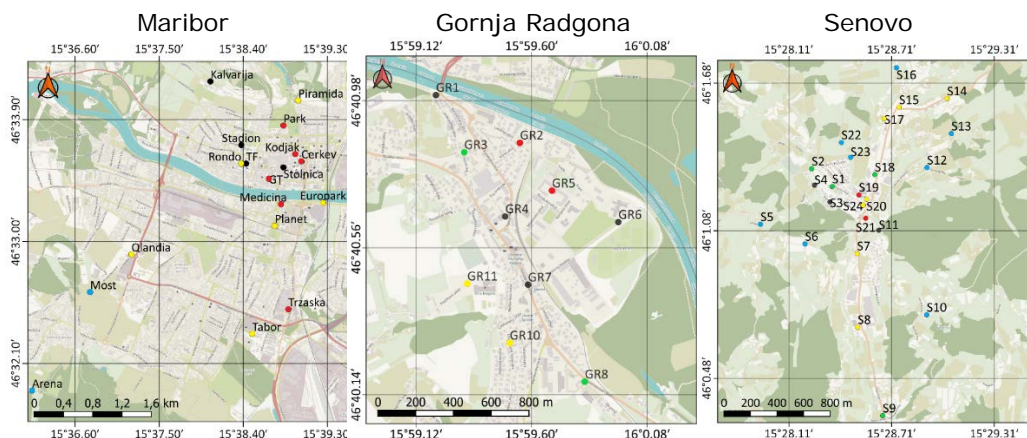 Maribor
15°36.60' 15°37.50' 15°38.40' 15°39.30'
46°33.90'
46°33.00'
46°32.10'
Kalvarija
Piramida
Park
Stadion
Kodjak
Cerkev
Rondo TF
Stolnica
GT
Medicina
Europark
Planet
Qlandia
Most
Trzaska
Tabor
Arena
0 0,4 0,8 1,2 1,6 km
15°36.60' 15°37.50' 15°38.40' 15°39.30'
Gornja Radgona
15°59.12' 15°59.60' 16°0.08'
46°40.98'
46°40.56'
46°40.14'
GR1
GR2
GR3
GR5
GR4
GR6
GR11
GR7
GR10
GR8
0 200 400 600 800 m
15°59.12' 15°59.60' 16°0.08'
Senovo
15°28.11' 15°28.71' 15°29.31'
46°1.68'
46°1.08'
46°0.48'
S16
S14
S15
S17
S13
S22
S23
S2
S12
S18
S4 S1
S19
S3
S24 S20
S5
S21 S11
S6
S7
S10
S8
S9
0 200 400 600 800 m
15°28.11' 15°28.71' 15°29.31'